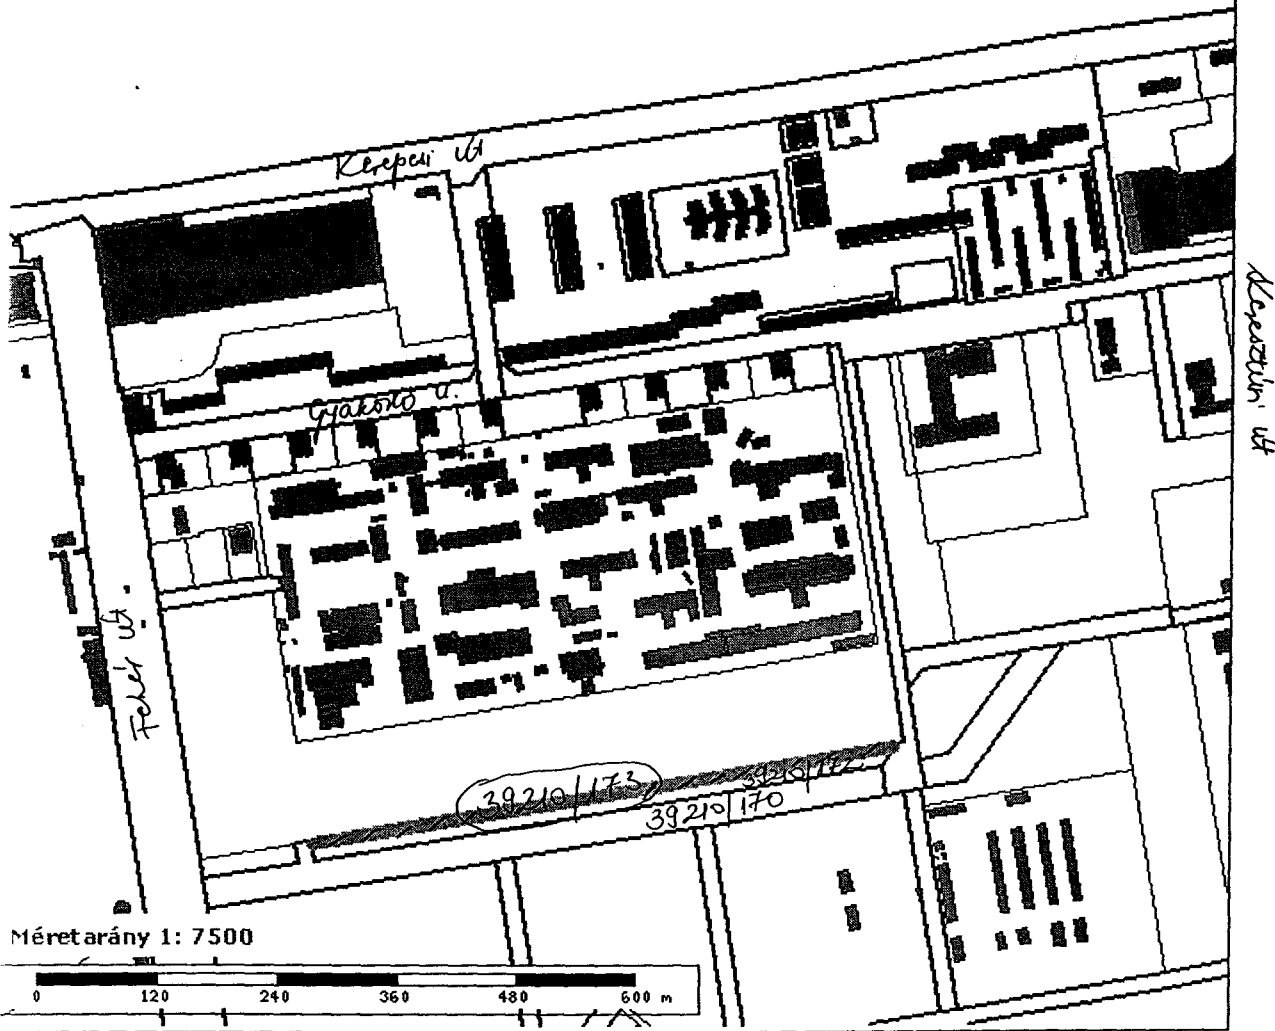 Kerepesi út
Keresztúri út
Gyakorló u.
Fehér út
39210/172
39210/173
39210/170
Méretarány 1: 7500
0 120 240 360 480 600 m